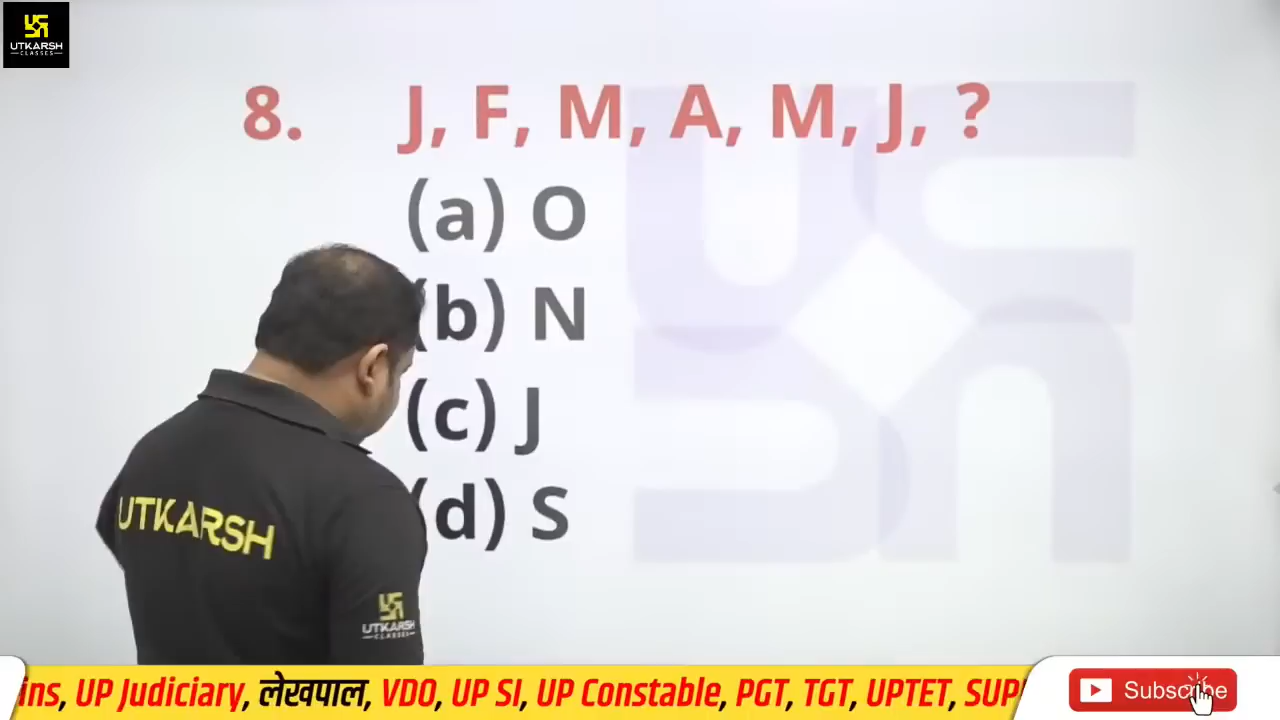 UTKARSH
CLASSES
8. J, F, M, A, M, J, ?
(a) O
(b) N
(c) J
(d) S
UTKARSH
UTKARSH
CLASSES
ins, UP Judiciary, लेखपाल, VDO, UP SI, UP Constable, PGT, TGT, UPTET, SUP
Subscribe